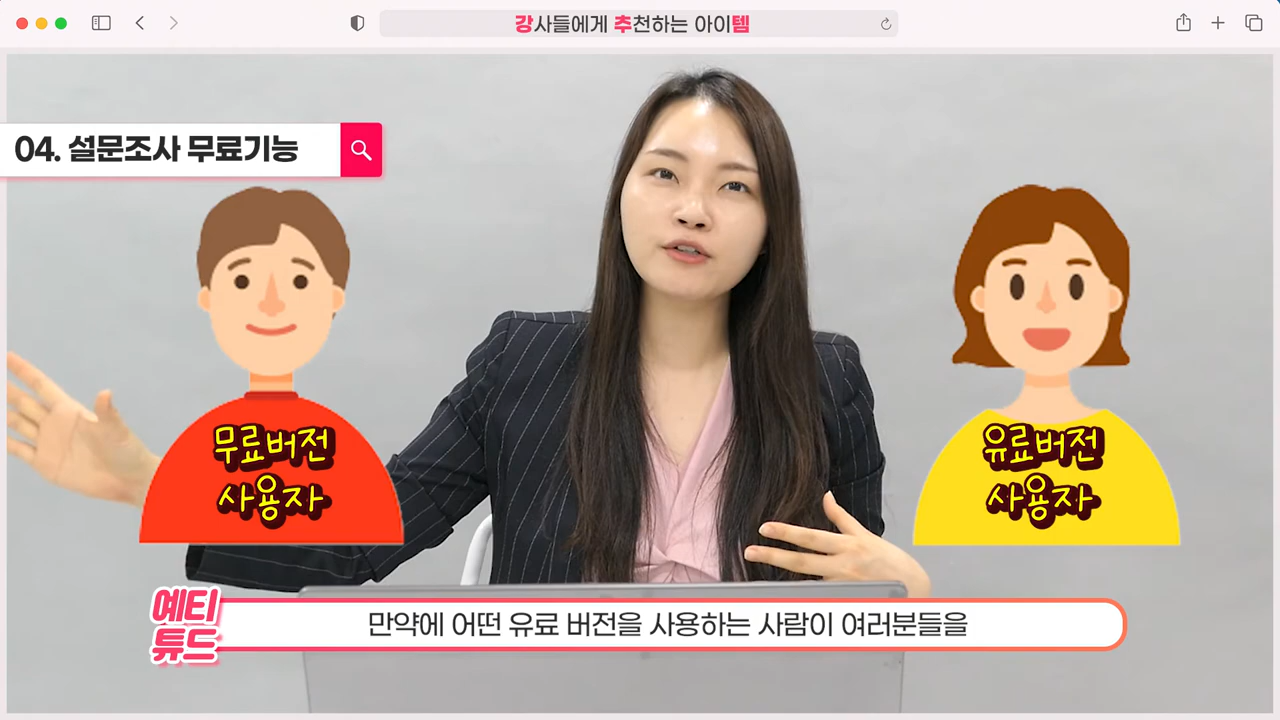 강사들에게 추천하는 아이템
04. 설문조사 무료기능
무료버전
사용자
유료버전
사용자
예티
튜드
만약에 어떤 유료 버전을 사용하는 사람이 여러분들을